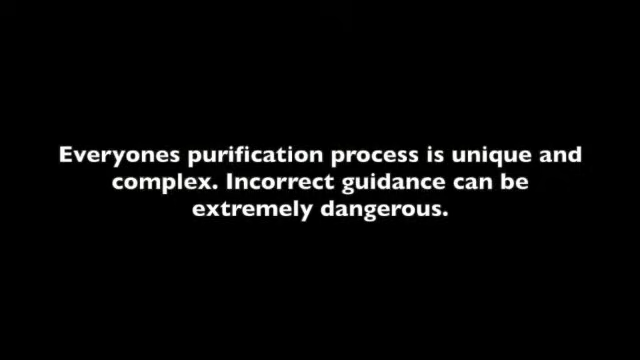 Everyones purification process is unique and
complex. Incorrect guidance can be
extremely dangerous.